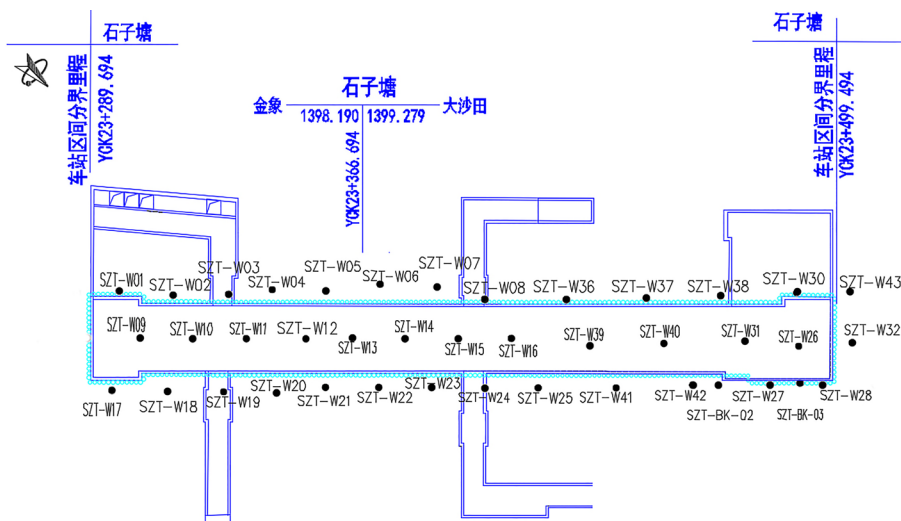 石子塘
石子塘
车站区间分界里程
YCK23+289.694
石子塘
金象
大沙田
1398.190
1399.279
YCK23+366.694
车站区间分界里程
YCK23+499.494
SZT-W01
SZT-W02
SZT-W03
SZT-W04
SZT-W05
SZT-W06
SZT-W07
SZT-W08
SZT-W36
SZT-W37
SZT-W38
SZT-W30
SZT-W43
SZT-W09
SZT-W10
SZT-W11
SZT-W12
SZT-W13
SZT-W14
SZT-W15
SZT-W16
SZT-W39
SZT-W40
SZT-W31
SZT-W26
SZT-W32
SZT-W17
SZT-W18
SZT-W19
SZT-W20
SZT-W21
SZT-W22
SZT-W23
SZT-W24
SZT-W25
SZT-W41
SZT-W42
SZT-BK-02
SZT-W27
SZT-BK-03
SZT-W28